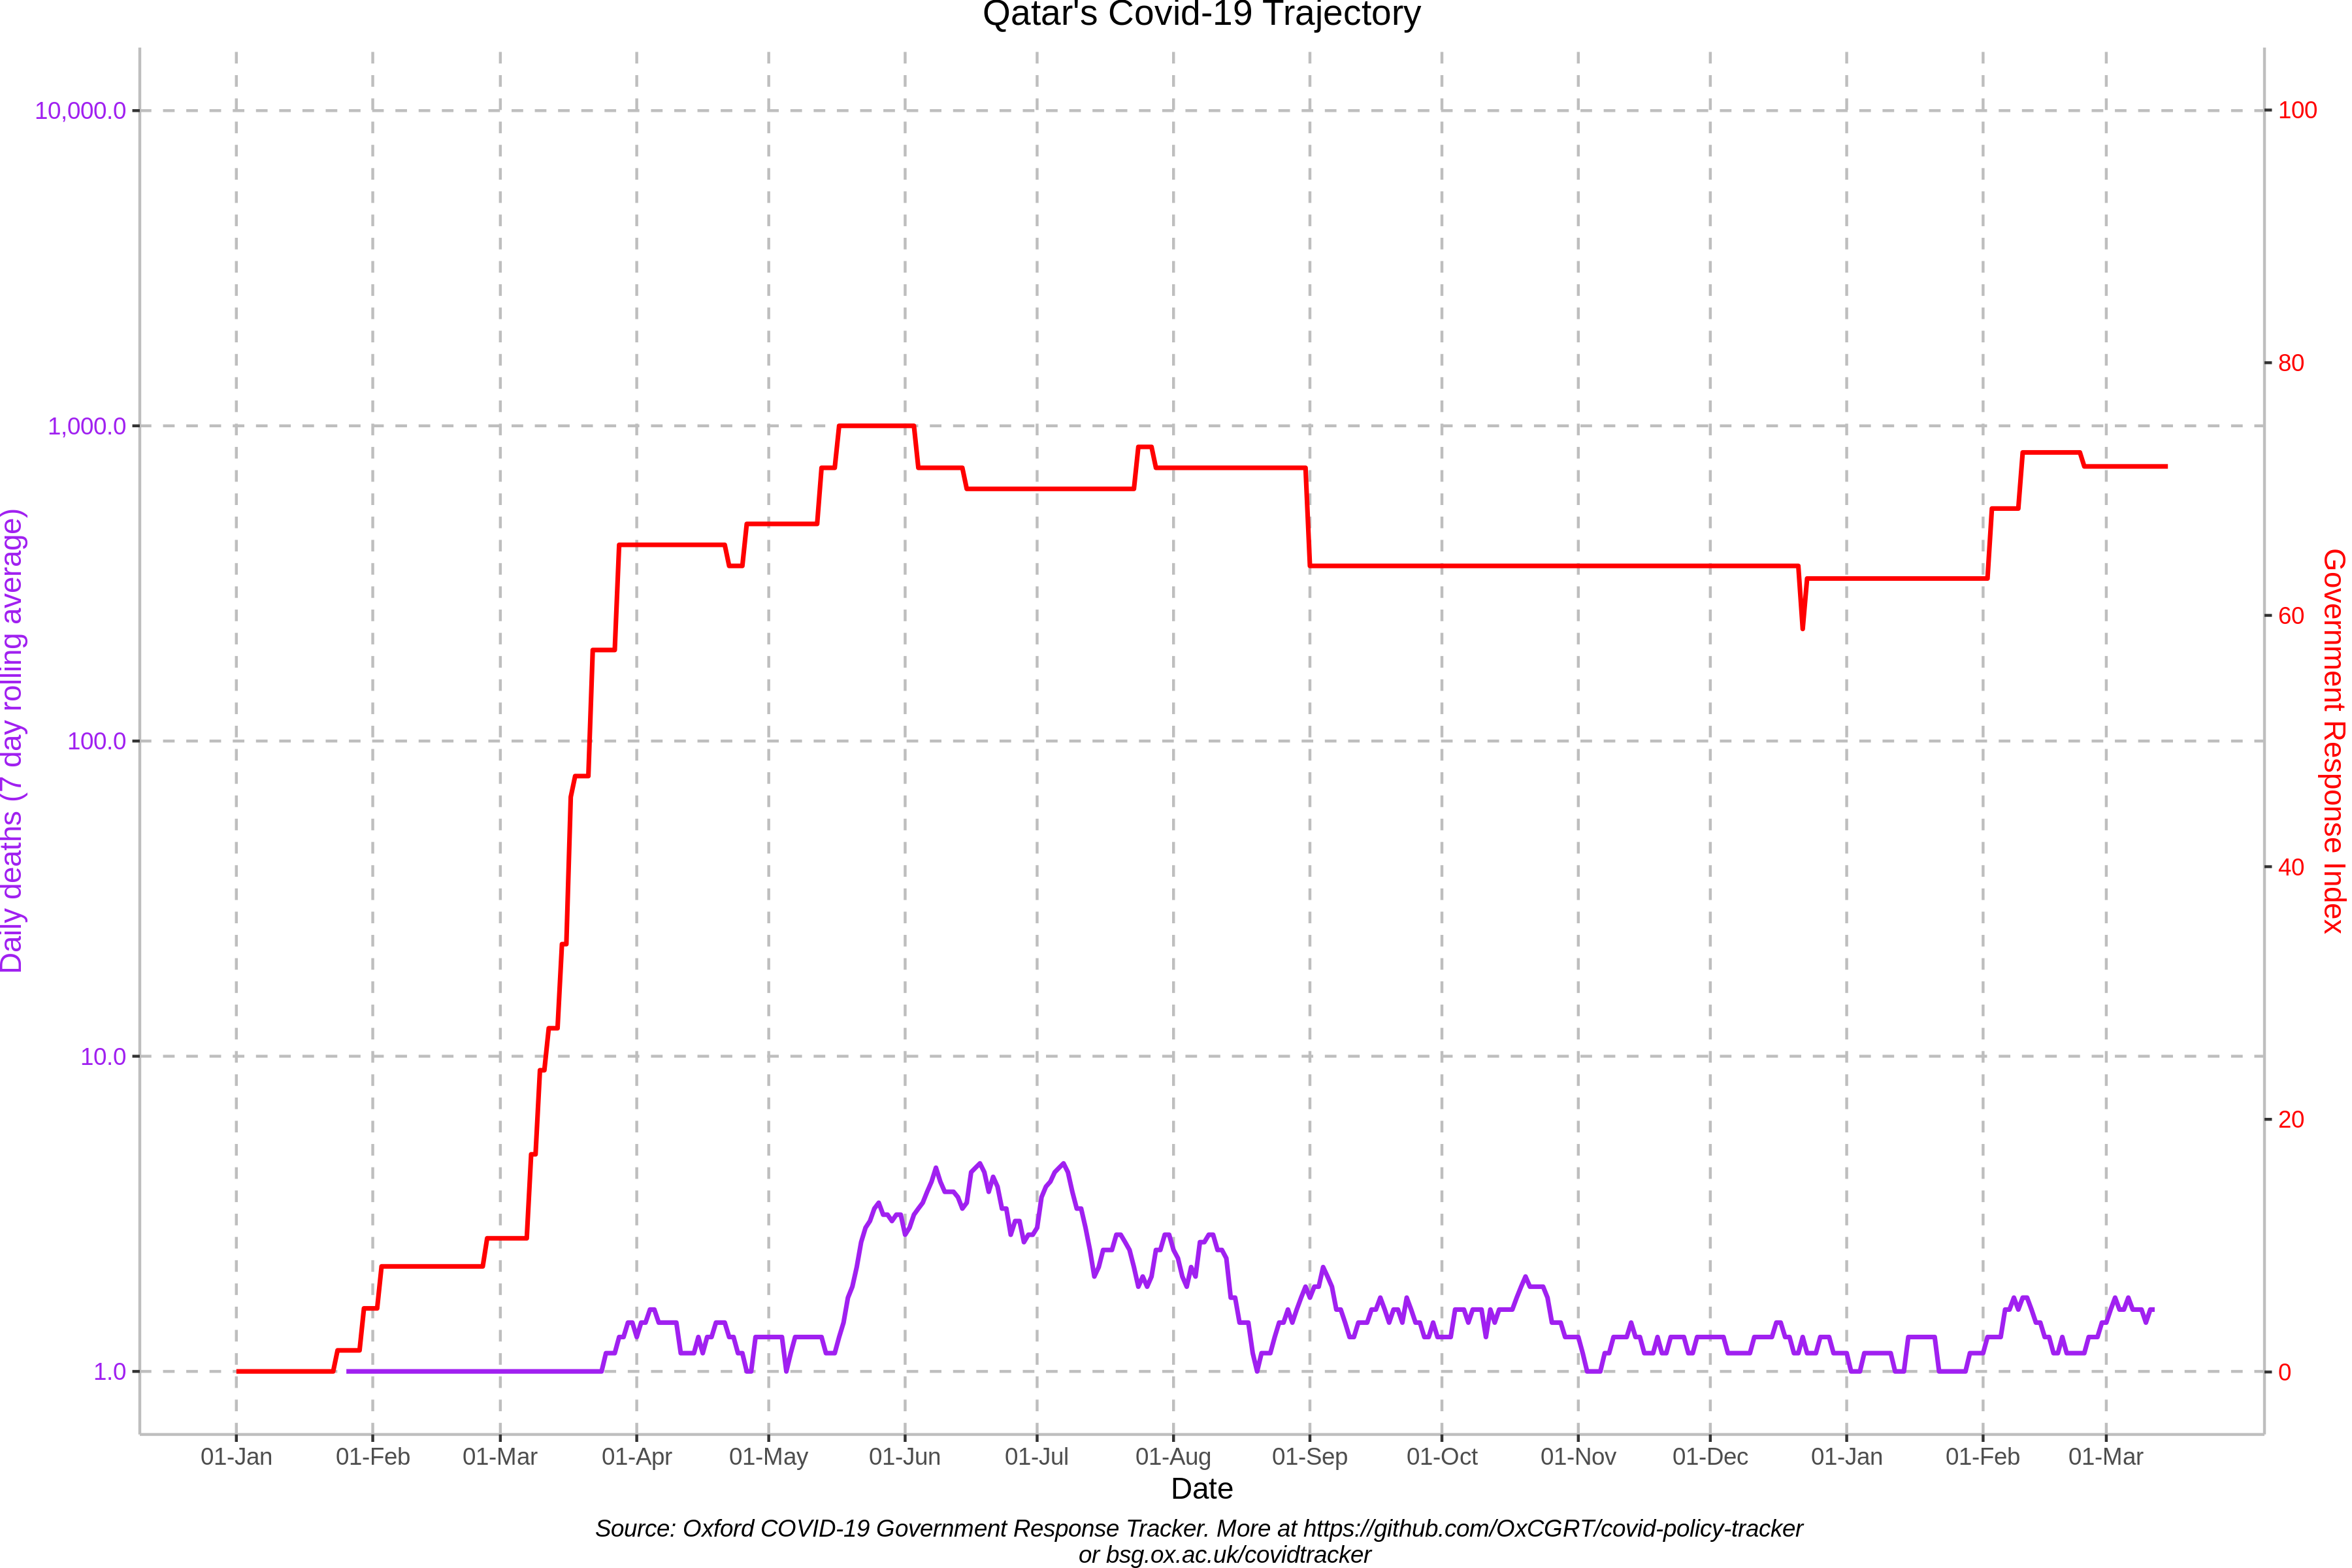 Qatar's Covid-19 Trajectory
10,000.0
1,000.0
100.0
10.0
1.0
Daily deaths (7 day rolling average)
100
80
60
40
20
0
Government Response Index
01-Jan 01-Feb 01-Mar 01-Apr 01-May 01-Jun 01-Jul 01-Aug 01-Sep 01-Oct 01-Nov 01-Dec 01-Jan 01-Feb 01-Mar
Date
Source: Oxford COVID-19 Government Response Tracker. More at https://github.com/OxCGRT/covid-policy-tracker
or bsg.ox.ac.uk/covidtracker